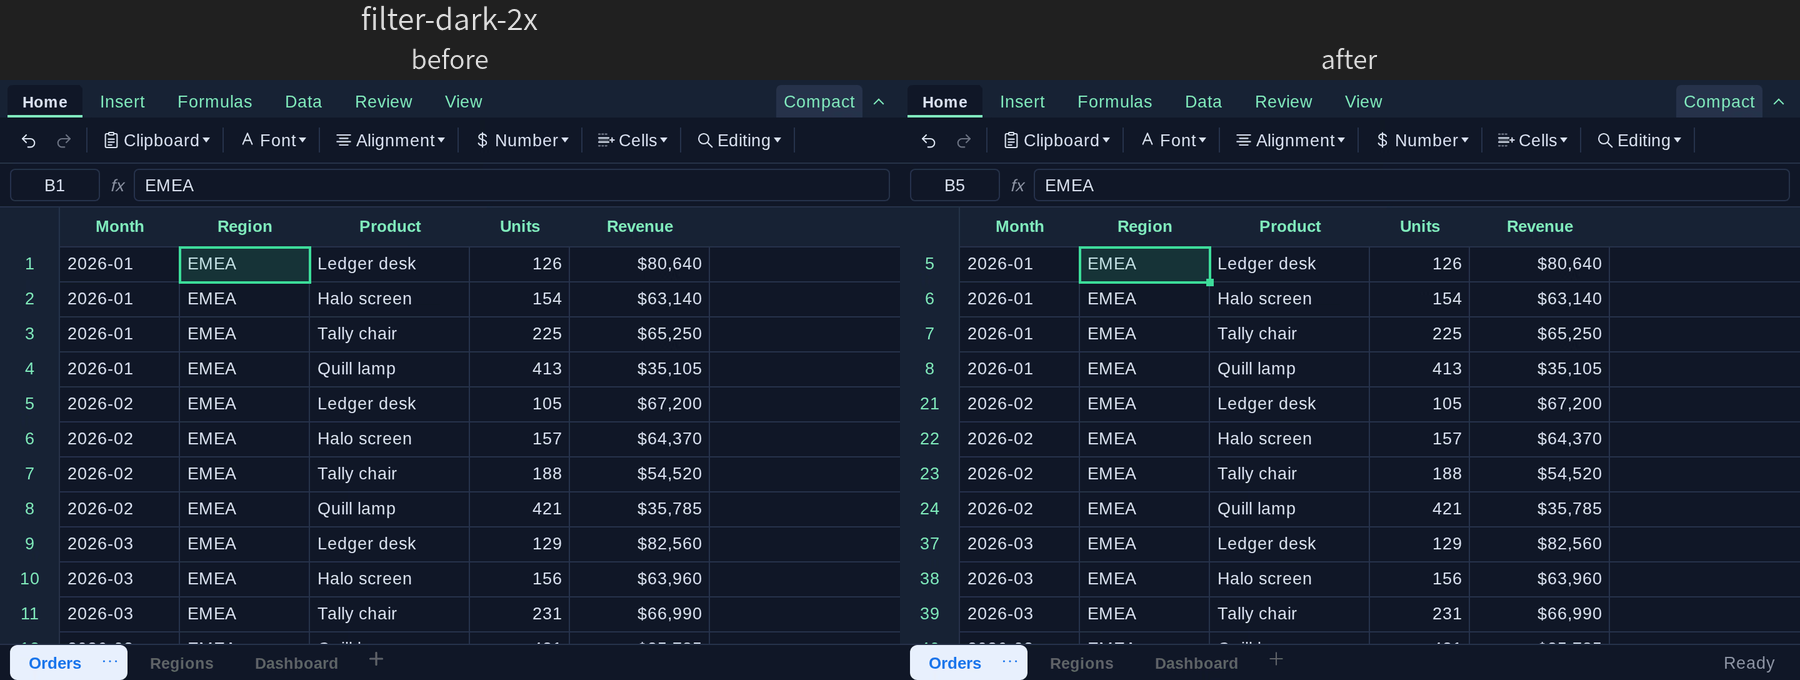 filter-dark-2x
before
after
Home Insert Formulas Data Review View Compact
Clipboard Font Alignment $ Number Cells Editing
B1 fx EMEA
Month Region Product Units Revenue
1 2026-01 EMEA Ledger desk 126 $80,640
2 2026-01 EMEA Halo screen 154 $63,140
3 2026-01 EMEA Tally chair 225 $65,250
4 2026-01 EMEA Quill lamp 413 $35,105
5 2026-02 EMEA Ledger desk 105 $67,200
6 2026-02 EMEA Halo screen 157 $64,370
7 2026-02 EMEA Tally chair 188 $54,520
8 2026-02 EMEA Quill lamp 421 $35,785
9 2026-03 EMEA Ledger desk 129 $82,560
10 2026-03 EMEA Halo screen 156 $63,960
11 2026-03 EMEA Tally chair 231 $66,990
Orders ... Regions Dashboard +
Home Insert Formulas Data Review View Compact
Clipboard Font Alignment $ Number Cells Editing
B5 fx EMEA
Month Region Product Units Revenue
5 2026-01 EMEA Ledger desk 126 $80,640
6 2026-01 EMEA Halo screen 154 $63,140
7 2026-01 EMEA Tally chair 225 $65,250
8 2026-01 EMEA Quill lamp 413 $35,105
21 2026-02 EMEA Ledger desk 105 $67,200
22 2026-02 EMEA Halo screen 157 $64,370
23 2026-02 EMEA Tally chair 188 $54,520
24 2026-02 EMEA Quill lamp 421 $35,785
37 2026-03 EMEA Ledger desk 129 $82,560
38 2026-03 EMEA Halo screen 156 $63,960
39 2026-03 EMEA Tally chair 231 $66,990
Orders ... Regions Dashboard + Ready